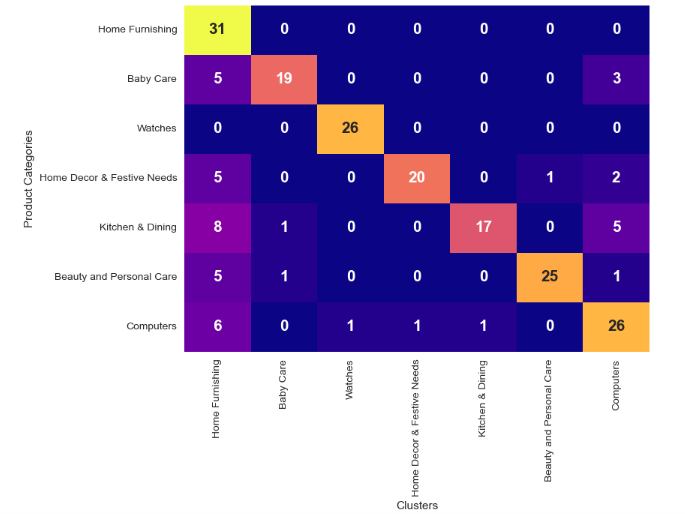 Home Furnishing 31 0 0 0 0 0 0
Baby Care 5 19 0 0 0 0 3
Watches 0 0 26 0 0 0 0
Home Decor & Festive Needs 5 0 0 20 0 1 2
Kitchen & Dining 8 1 0 0 17 0 5
Beauty and Personal Care 5 1 0 0 0 25 1
Computers 6 0 1 1 1 0 26
Product Categories
Home Furnishing
Baby Care
Watches
Home Decor & Festive Needs
Kitchen & Dining
Beauty and Personal Care
Computers
Clusters